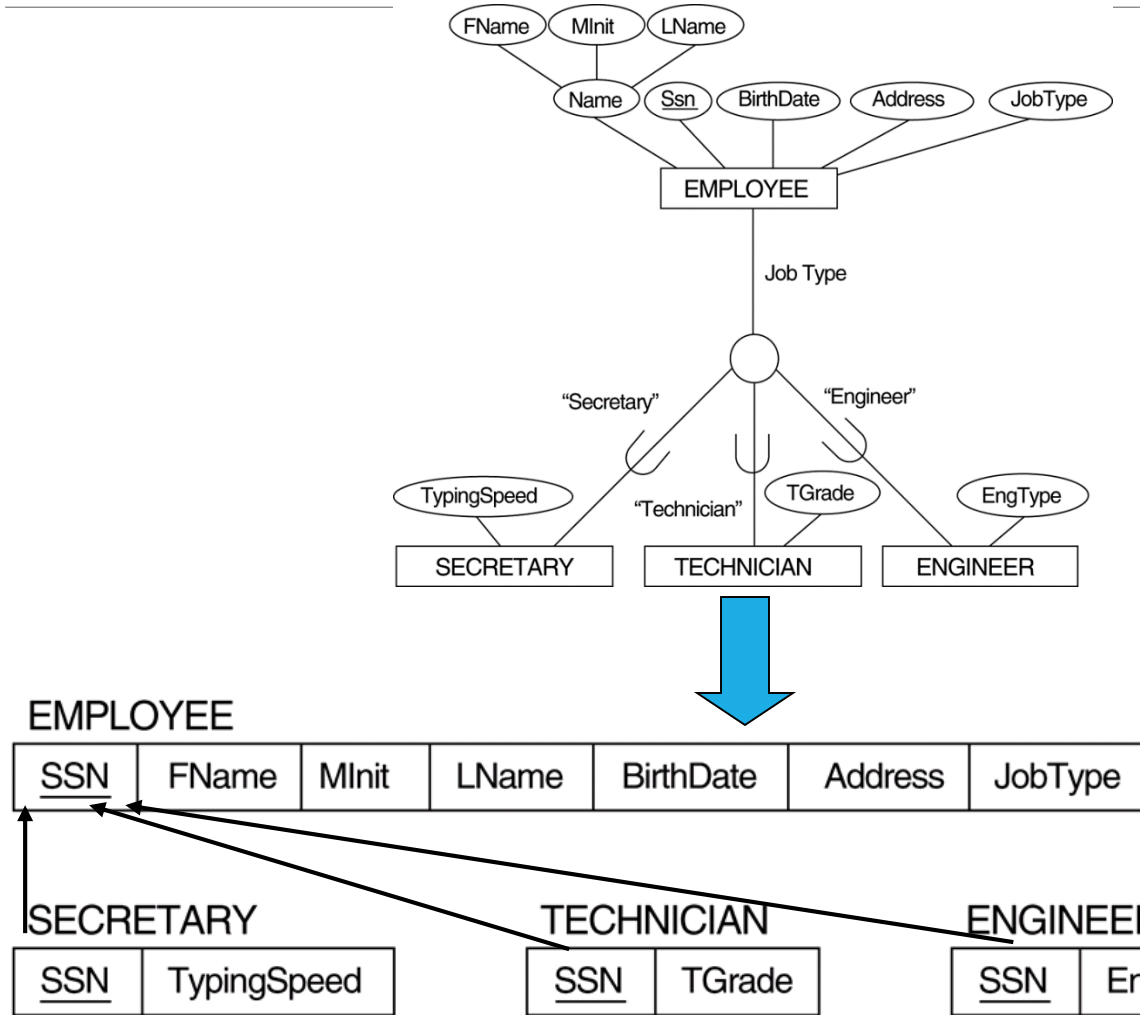 FName MInit LName
Name Ssn BirthDate Address JobType
EMPLOYEE
Job Type
“Secretary” “Engineer”
TypingSpeed “Technician” TGrade EngType
SECRETARY TECHNICIAN ENGINEER
EMPLOYEE
SSN FName MInit LName BirthDate Address JobType
SECRETARY TECHNICIAN ENGINEE
SSN TypingSpeed SSN TGrade SSN